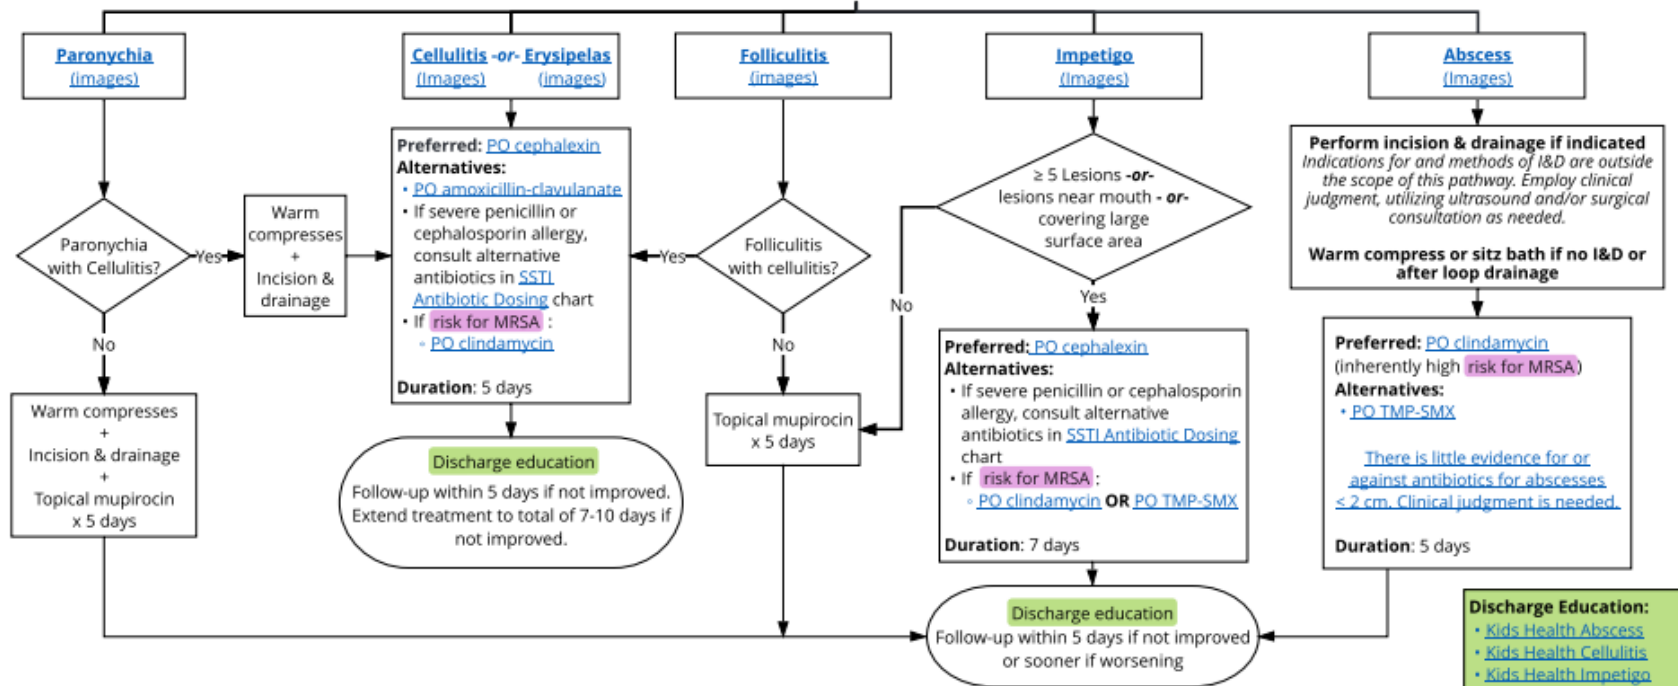 Paronychia
(images)
Cellulitis -or- Erysipelas
(Images) (images)
Folliculitis
(images)
Impetigo
(Images)
Abscess
(Images)
Paronychia
with Cellulitis?
Yes
Warm
compresses
+
Incision &
drainage
No
Warm compresses
+
Incision & drainage
+
Topical mupirocin
x 5 days
Preferred: PO cephalexin
Alternatives:
• PO amoxicillin-clavulanate
• If severe penicillin or
cephalosporin allergy,
consult alternative
antibiotics in SSTI
Antibiotic Dosing chart
• If risk for MRSA :
◦ PO clindamycin
Duration: 5 days
Discharge education
Follow-up within 5 days if not improved.
Extend treatment to total of 7-10 days if
not improved.
Folliculitis
with cellulitis?
Yes
No
Topical mupirocin
x 5 days
≥ 5 Lesions -or-
lesions near mouth - or-
covering large
surface area
No
Yes
Preferred: PO cephalexin
Alternatives:
• If severe penicillin or cephalosporin
allergy, consult alternative
antibiotics in SSTI Antibiotic Dosing
chart
• If risk for MRSA :
◦ PO clindamycin OR PO TMP-SMX
Duration: 7 days
Discharge education
Follow-up within 5 days if not improved
or sooner if worsening
Perform incision & drainage if indicated
Indications for and methods of I&D are outside
the scope of this pathway. Employ clinical
judgment, utilizing ultrasound and/or surgical
consultation as needed.
Warm compress or sitz bath if no I&D or
after loop drainage
Preferred: PO clindamycin
(inherently high risk for MRSA)
Alternatives:
• PO TMP-SMX
There is little evidence for or
against antibiotics for abscesses
< 2 cm. Clinical judgment is needed.
Duration: 5 days
Discharge Education:
• Kids Health Abscess
• Kids Health Cellulitis
• Kids Health Impetigo